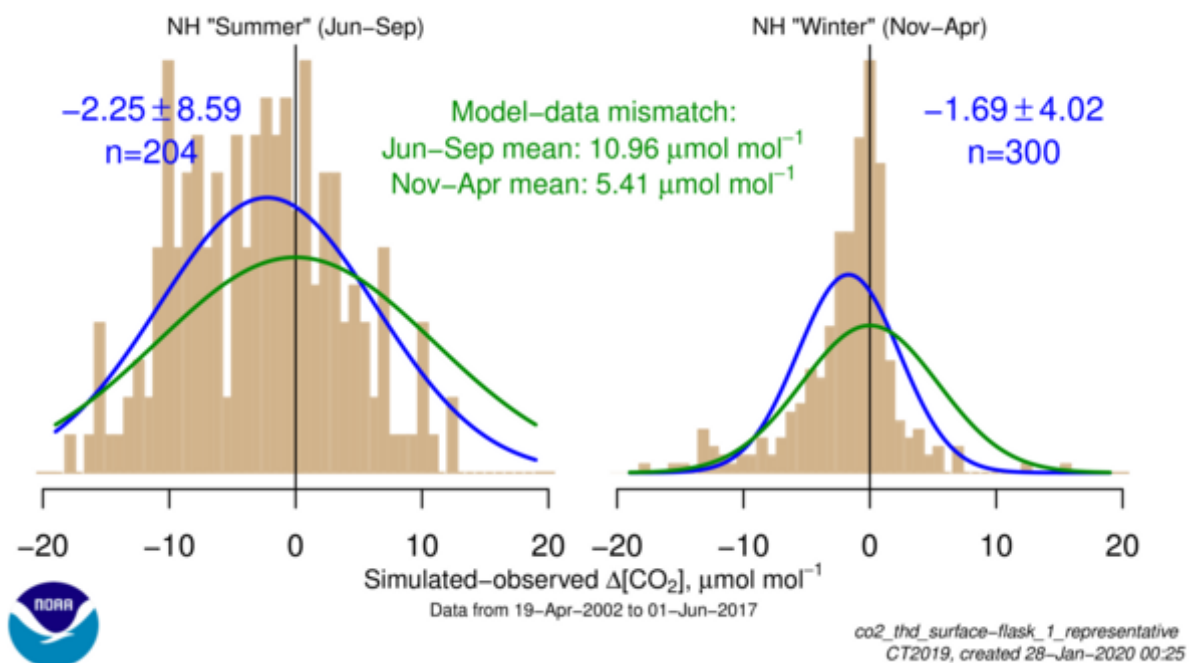 NH "Summer" (Jun−Sep)
NH "Winter" (Nov−Apr)
−2.25 ± 8.59
n=204
Model−data mismatch:
Jun−Sep mean: 10.96 μmol mol⁻¹
Nov−Apr mean: 5.41 μmol mol⁻¹
−1.69 ± 4.02
n=300
−20 −10 0 10 20
−20 −10 0 10 20
Simulated−observed Δ[CO₂], μmol mol⁻¹
Data from 19−Apr−2002 to 01−Jun−2017
NOAA
co2_thd_surface−flask_1_representative
CT2019, created 28−Jan−2020 00:25